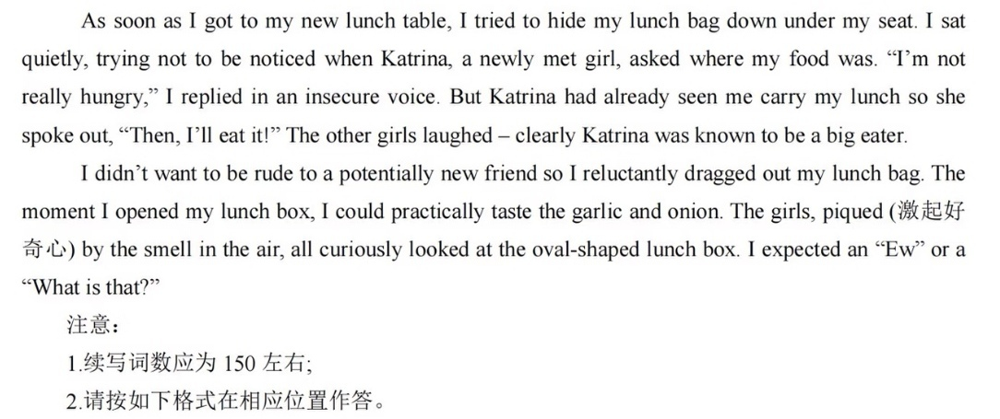 As soon as I got to my new lunch table, I tried to hide my lunch bag down under my seat. I sat
quietly, trying not to be noticed when Katrina, a newly met girl, asked where my food was. “I’m not
really hungry,” I replied in an insecure voice. But Katrina had already seen me carry my lunch so she
spoke out, “Then, I’ll eat it!” The other girls laughed – clearly Katrina was known to be a big eater.
I didn’t want to be rude to a potentially new friend so I reluctantly dragged out my lunch bag. The
moment I opened my lunch box, I could practically taste the garlic and onion. The girls, piqued (激起好
奇心) by the smell in the air, all curiously looked at the oval-shaped lunch box. I expected an “Ew” or a
“What is that?”
注意：
1.续写词数应为 150 左右;
2.请按如下格式在相应位置作答。